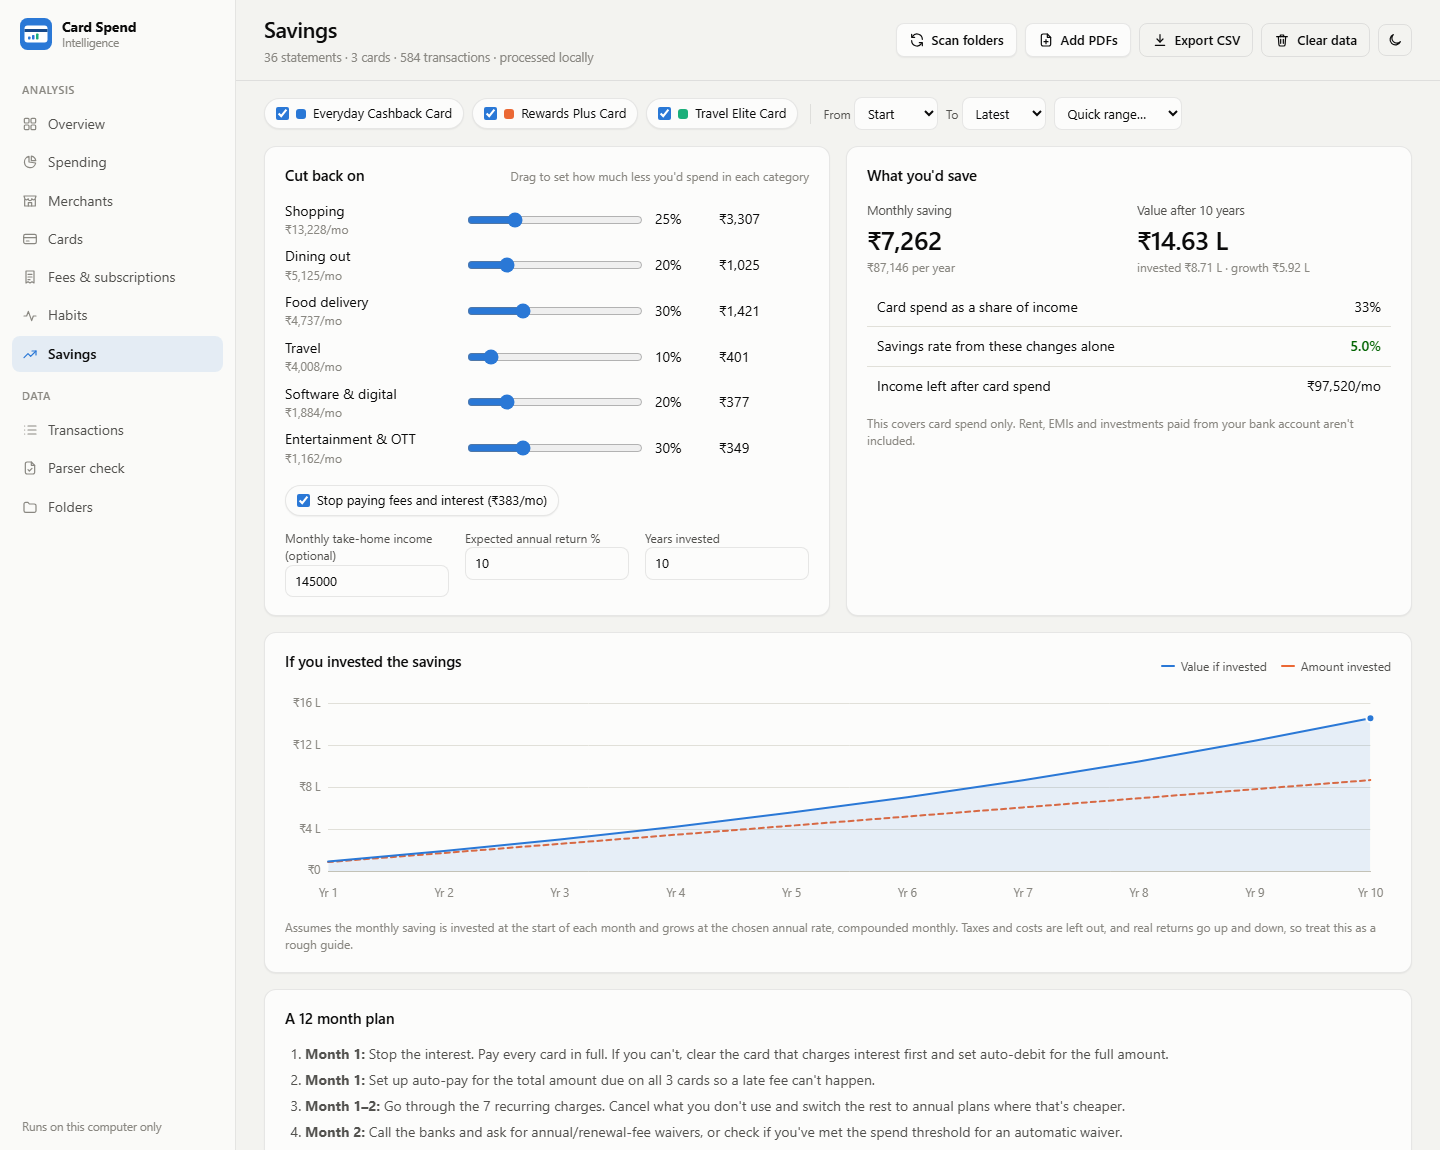 Card Spend
Intelligence
ANALYSIS
Overview
Spending
Merchants
Cards
Fees & subscriptions
Habits
Savings
DATA
Transactions
Parser check
Folders
Runs on this computer only
Savings
36 statements · 3 cards · 584 transactions · processed locally
Scan folders
Add PDFs
Export CSV
Clear data
Everyday Cashback Card
Rewards Plus Card
Travel Elite Card
From Start
To Latest
Quick range...
Cut back on
Drag to set how much less you'd spend in each category
Shopping
₹13,228/mo
25% ₹3,307
Dining out
₹5,125/mo
20% ₹1,025
Food delivery
₹4,737/mo
30% ₹1,421
Travel
₹4,008/mo
10% ₹401
Software & digital
₹1,884/mo
20% ₹377
Entertainment & OTT
₹1,162/mo
30% ₹349
Stop paying fees and interest (₹383/mo)
Monthly take-home income
(optional)
145000
Expected annual return %
10
Years invested
10
What you'd save
Monthly saving
₹7,262
₹87,146 per year
Value after 10 years
₹14.63 L
invested ₹8.71 L · growth ₹5.92 L
Card spend as a share of income 33%
Savings rate from these changes alone 5.0%
Income left after card spend ₹97,520/mo
This covers card spend only. Rent, EMIs and investments paid from your bank account aren't
included.
If you invested the savings
Value if invested
Amount invested
₹16 L
₹12 L
₹8 L
₹4 L
₹0
Yr 1 Yr 2 Yr 3 Yr 4 Yr 5 Yr 6 Yr 7 Yr 8 Yr 9 Yr 10
Assumes the monthly saving is invested at the start of each month and grows at the chosen annual rate, compounded monthly. Taxes and costs are left out, and real returns go up and down, so treat this as a
rough guide.
A 12 month plan
1. Month 1: Stop the interest. Pay every card in full. If you can't, clear the card that charges interest first and set auto-debit for the full amount.
2. Month 1: Set up auto-pay for the total amount due on all 3 cards so a late fee can't happen.
3. Month 1–2: Go through the 7 recurring charges. Cancel what you don't use and switch the rest to annual plans where that's cheaper.
4. Month 2: Call the banks and ask for annual/renewal-fee waivers, or check if you've met the spend threshold for an automatic waiver.